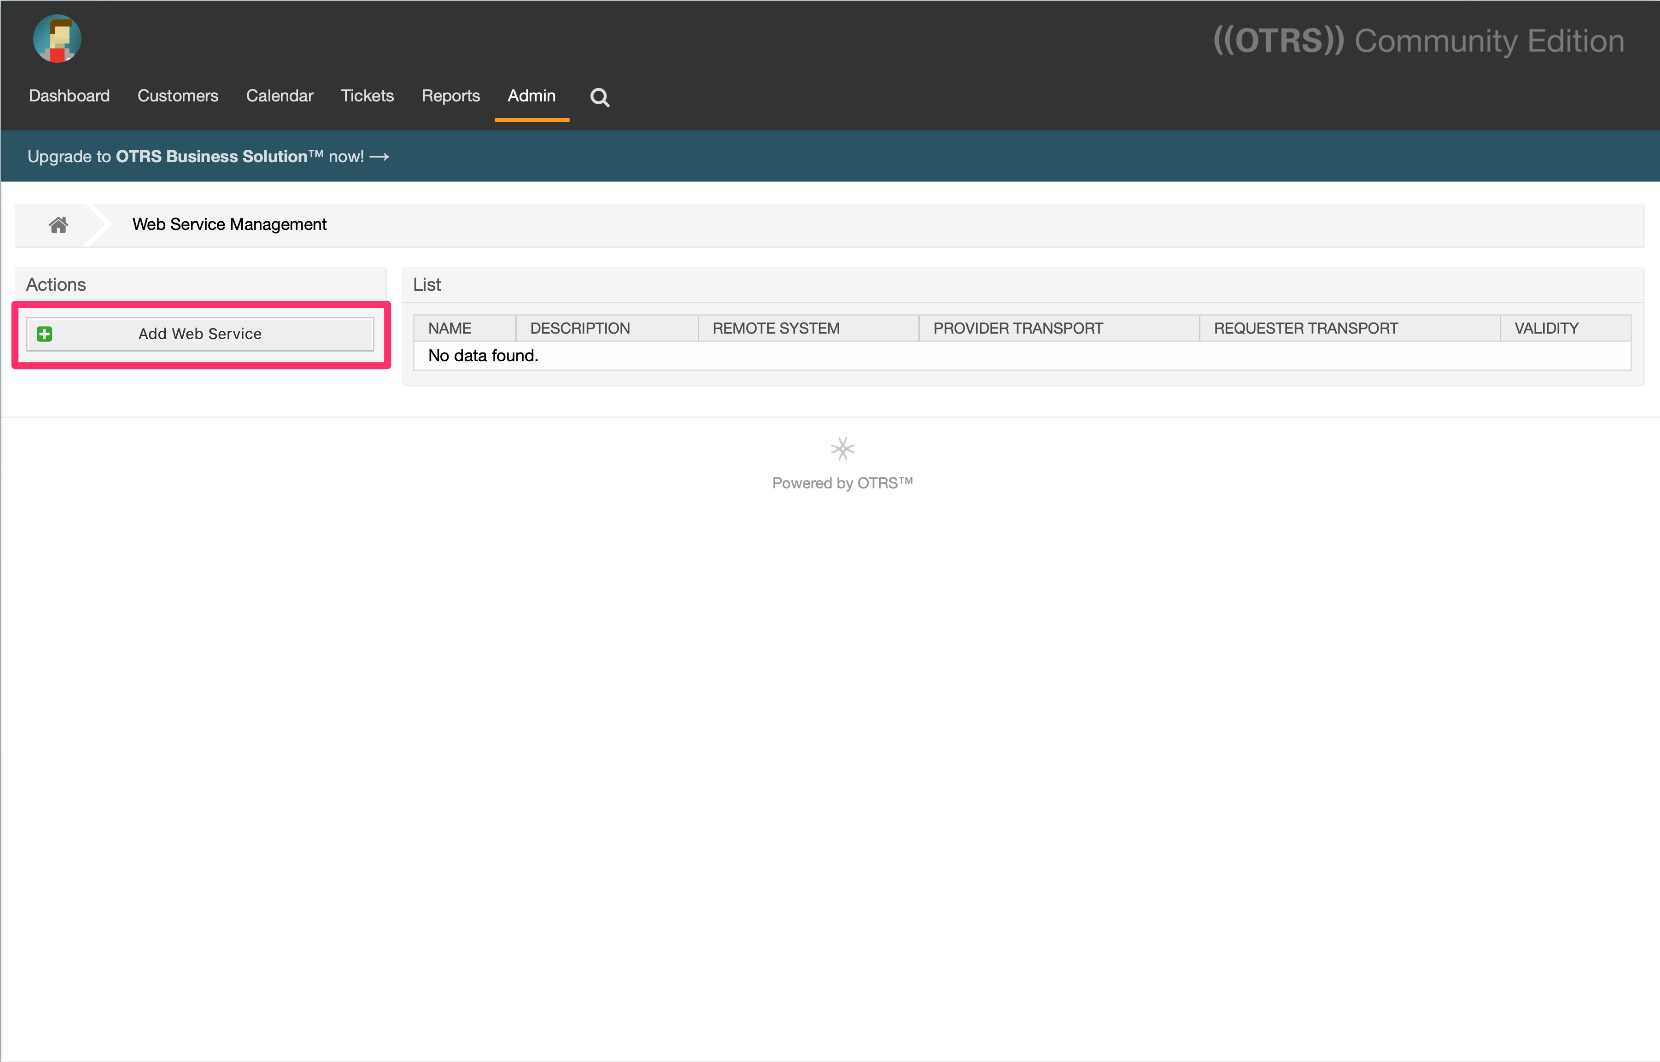 ((OTRS)) Community Edition
Dashboard Customers Calendar Tickets Reports Admin
Upgrade to OTRS Business Solution™ now! →
Web Service Management
Actions
Add Web Service
List
NAME DESCRIPTION REMOTE SYSTEM PROVIDER TRANSPORT REQUESTER TRANSPORT VALIDITY
No data found.
Powered by OTRS™